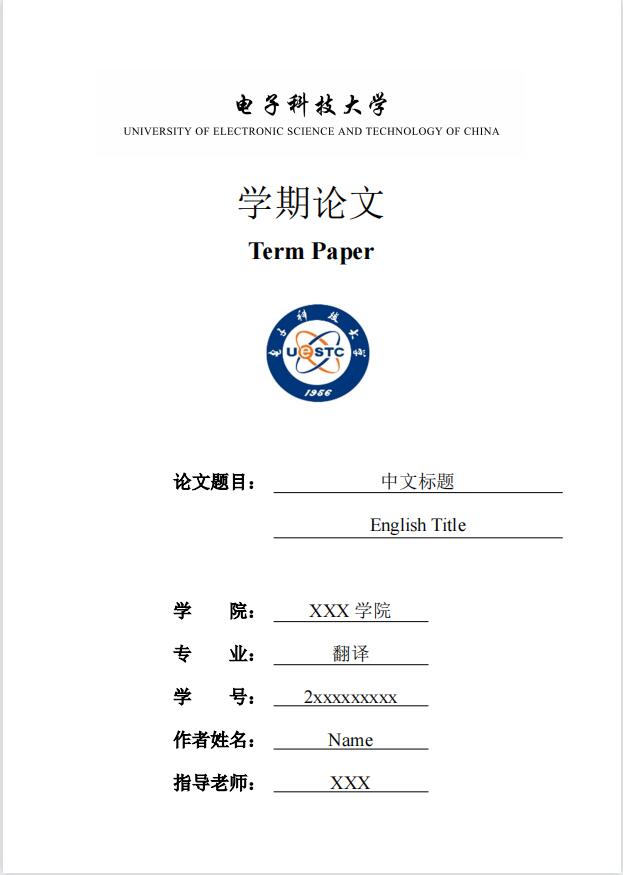 电子科技大学
UNIVERSITY OF ELECTRONIC SCIENCE AND TECHNOLOGY OF CHINA
学期论文
Term Paper
电子科技大学
UeSTC
1956
论文题目： 中文标题
English Title
学 院： XXX 学院
专 业： 翻译
学 号： 2xxxxxxxxx
作者姓名： Name
指导老师： XXX